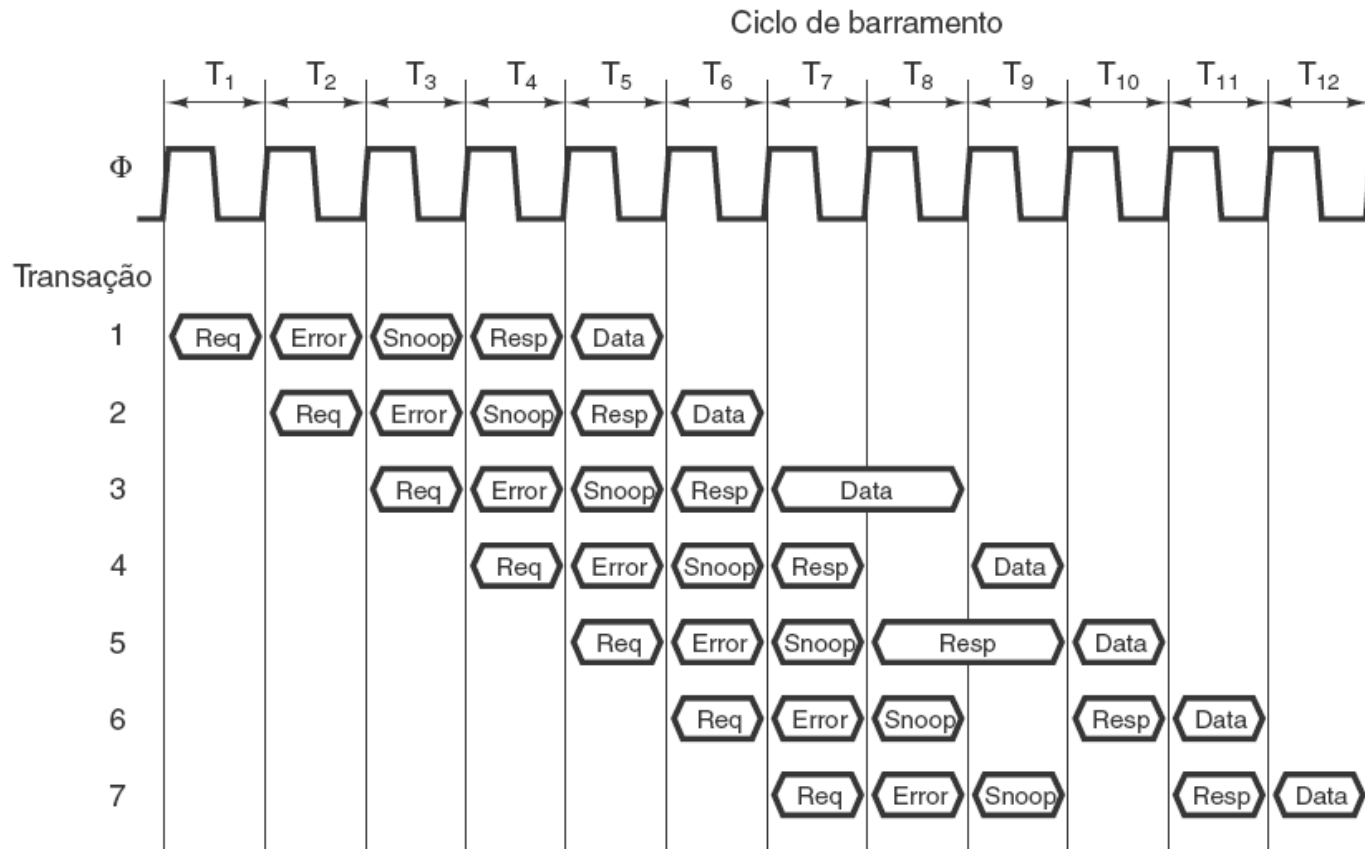 Ciclo de barramento
T1 T2 T3 T4 T5 T6 T7 T8 T9 T10 T11 T12
Φ
Transação
1 Req Error Snoop Resp Data
2 Req Error Snoop Resp Data
3 Req Error Snoop Resp Data
4 Req Error Snoop Resp Data
5 Req Error Snoop Resp Data
6 Req Error Snoop Resp Data
7 Req Error Snoop Resp Data